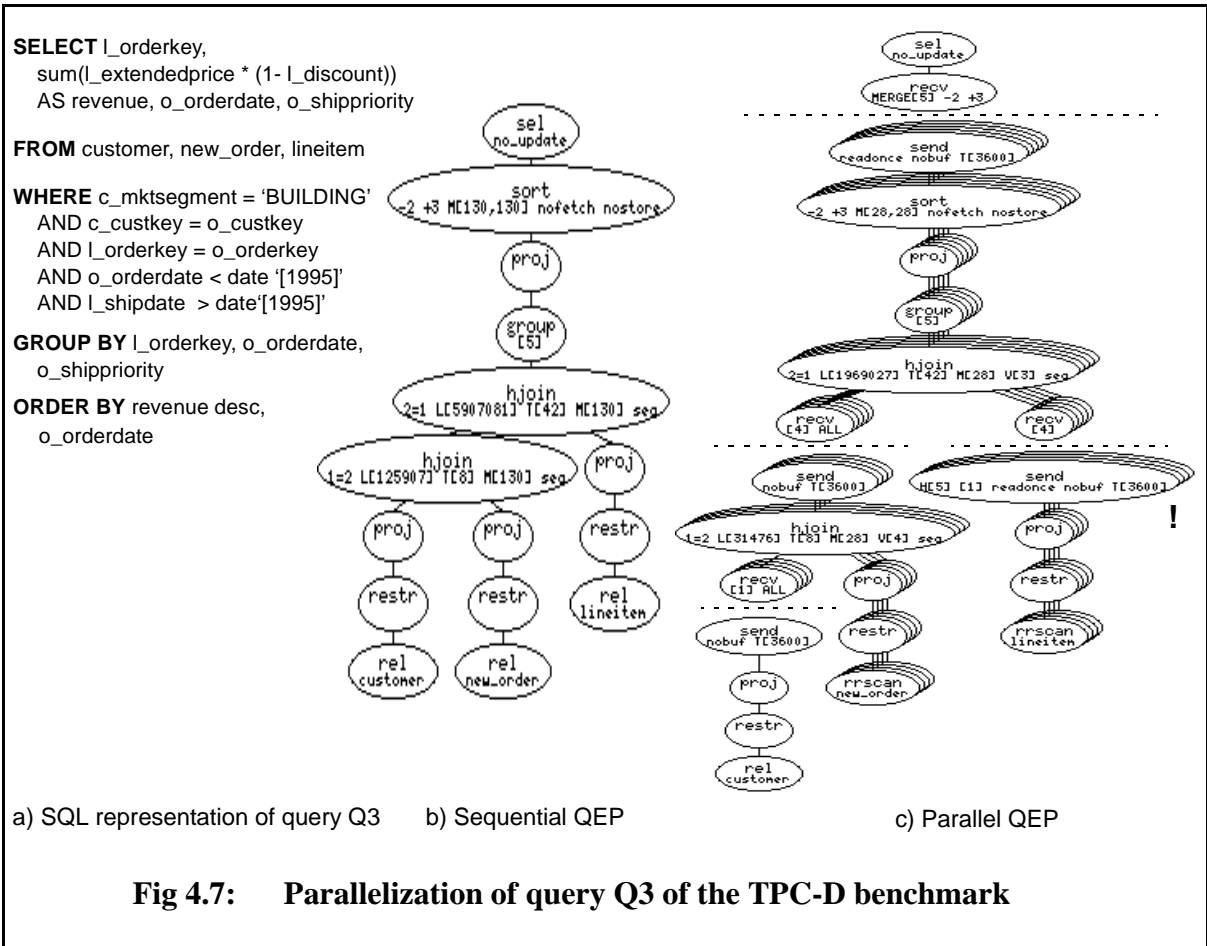 SELECT l_orderkey,
sum(l_extendedprice * (1- l_discount))
AS revenue, o_orderdate, o_shippriority
FROM customer, new_order, lineitem
WHERE c_mktsegment = ‘BUILDING’
AND c_custkey = o_custkey
AND l_orderkey = o_orderkey
AND o_orderdate < date ‘[1995]’
AND l_shipdate > date‘[1995]’
GROUP BY l_orderkey, o_orderdate,
o_shippriority
ORDER BY revenue desc,
o_orderdate
sel
no_update
sort
-2 +3 M[130,130] nofetch nostore
proj
group
[5]
hjoin
2=1 L[5907081] T[42] M[130] seq
hjoin
1=2 L[125907] T[8] M[130] seq
proj
proj
proj
restr
restr
restr
rel
lineitem
rel
customer
rel
new_order
sel
no_update
recv
MERGE[5] -2 +3
send
readonce nobuf T[3600]
sort
-2 +3 M[28,28] nofetch nostore
proj
group
[5]
hjoin
2=1 L[1969027] T[42] M[28] V[3] seq
recv
[4] ALL
recv
[4]
send
nobuf T[3600]
send
H[5] [1] readonce nobuf T[3600]
!
hjoin
1=2 L[31476] T[8] M[28] V[4] seq
proj
recv
[1] ALL
proj
restr
send
nobuf T[3600]
restr
rrscan
lineitem
proj
rrscan
new_order
restr
rel
customer
a) SQL representation of query Q3
b) Sequential QEP
c) Parallel QEP
Fig 4.7: Parallelization of query Q3 of the TPC-D benchmark